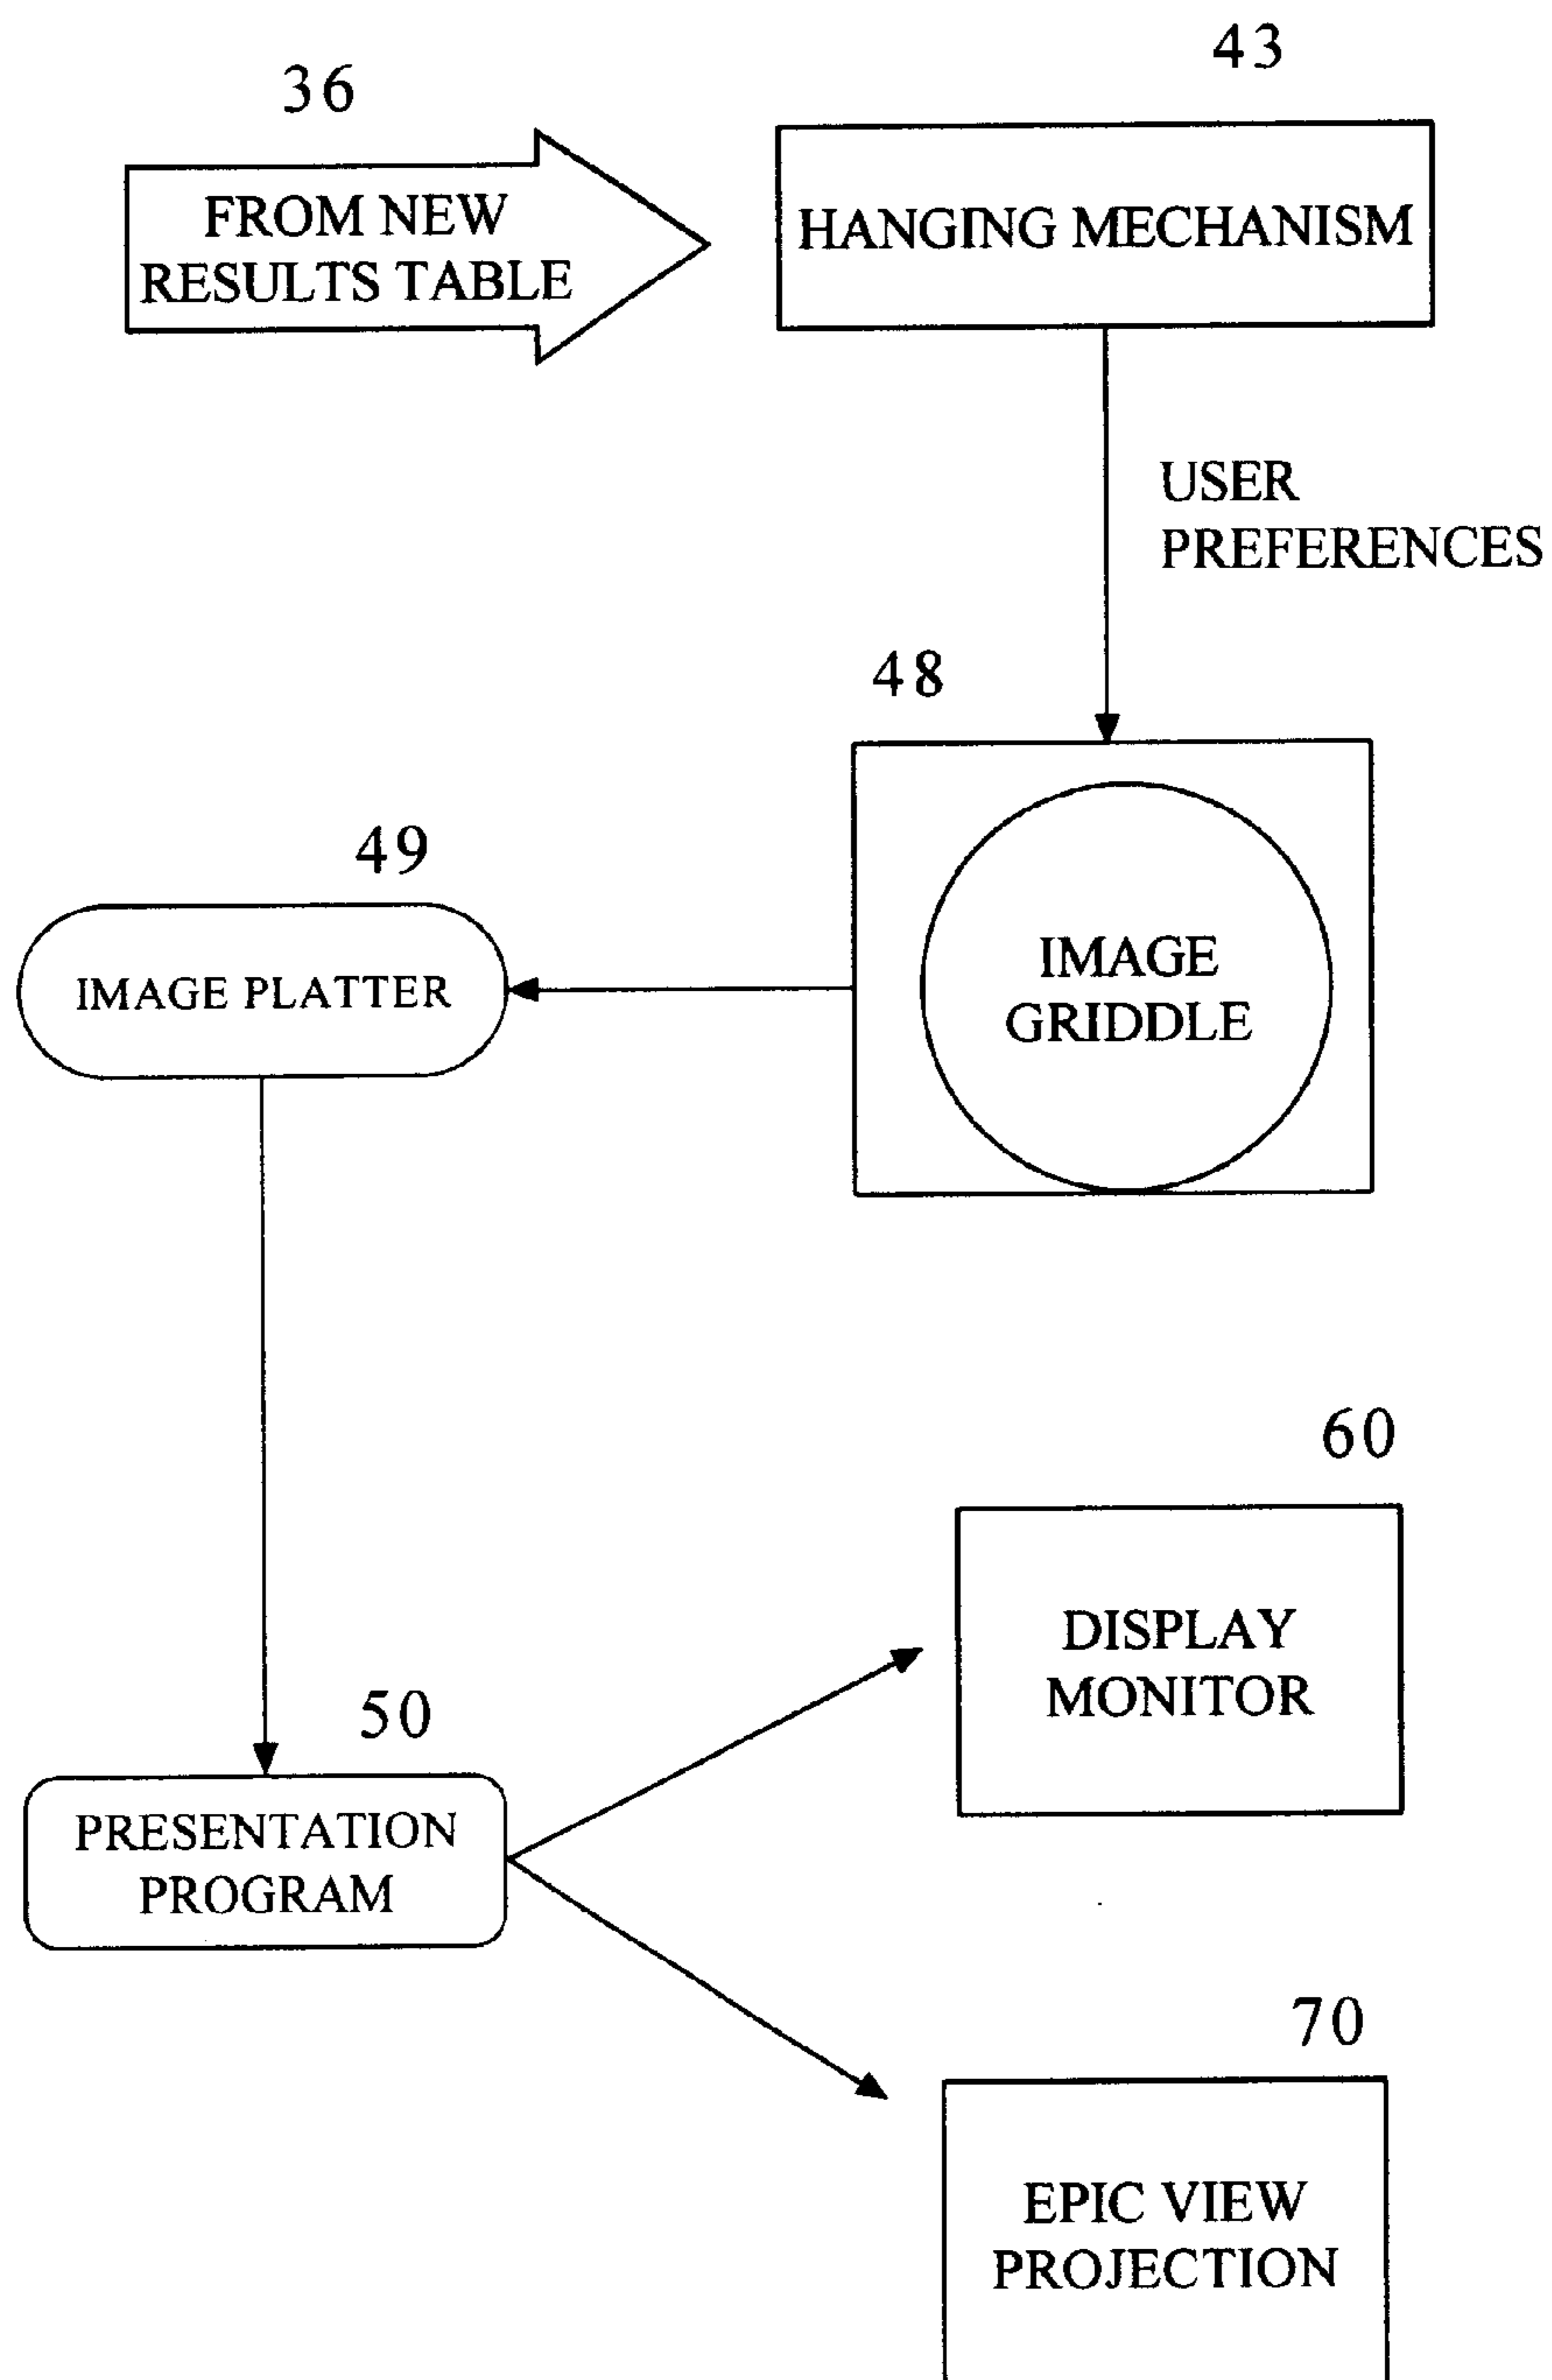 43
36
FROM NEW
RESULTS TABLE
HANGING MECHANISM
USER
PREFERENCES
48
49
IMAGE
GRIDDLE
IMAGE PLATTER
60
DISPLAY
MONITOR
50
PRESENTATION
PROGRAM
70
EPIC VIEW
PROJECTION